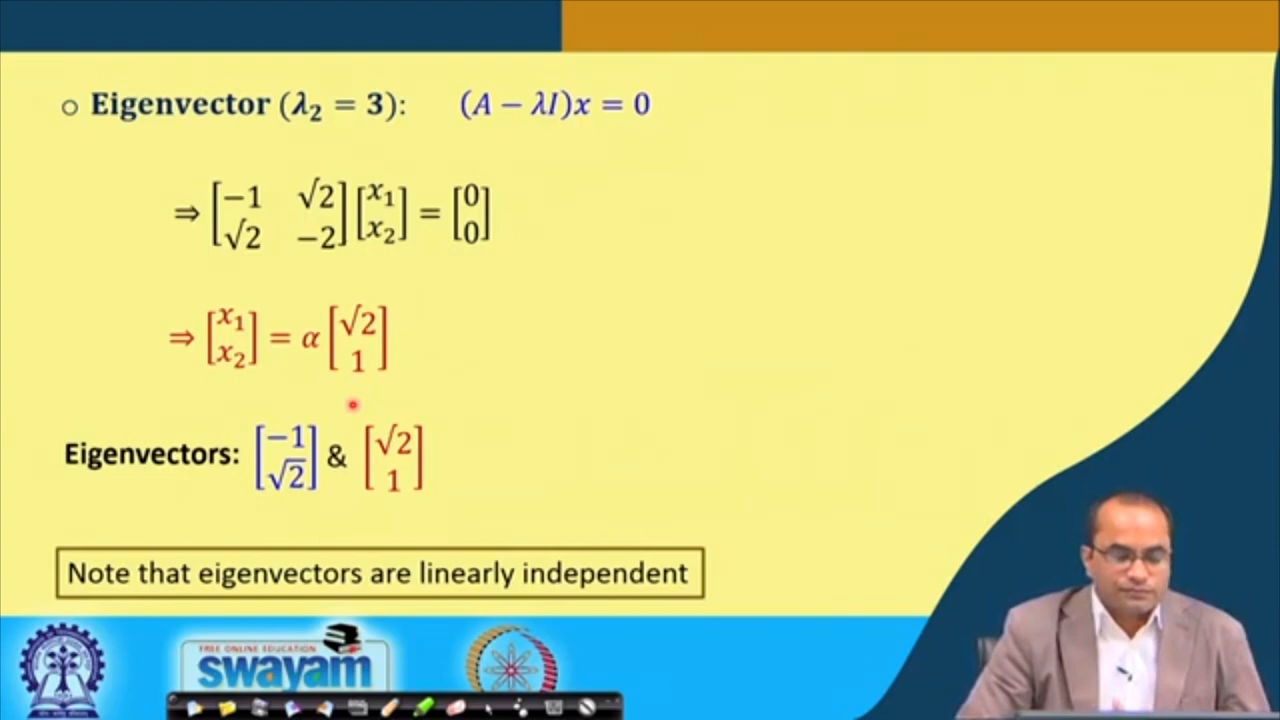 ○ Eigenvector (λ₂ = 3): (A − λI)x = 0
⇒ [−1 √2; √2 −2] [x₁; x₂] = [0; 0]
⇒ [x₁; x₂] = α [√2; 1]
Eigenvectors: [−1; √2] & [√2; 1]
Note that eigenvectors are linearly independent
FREE ONLINE EDUCATION
swayam